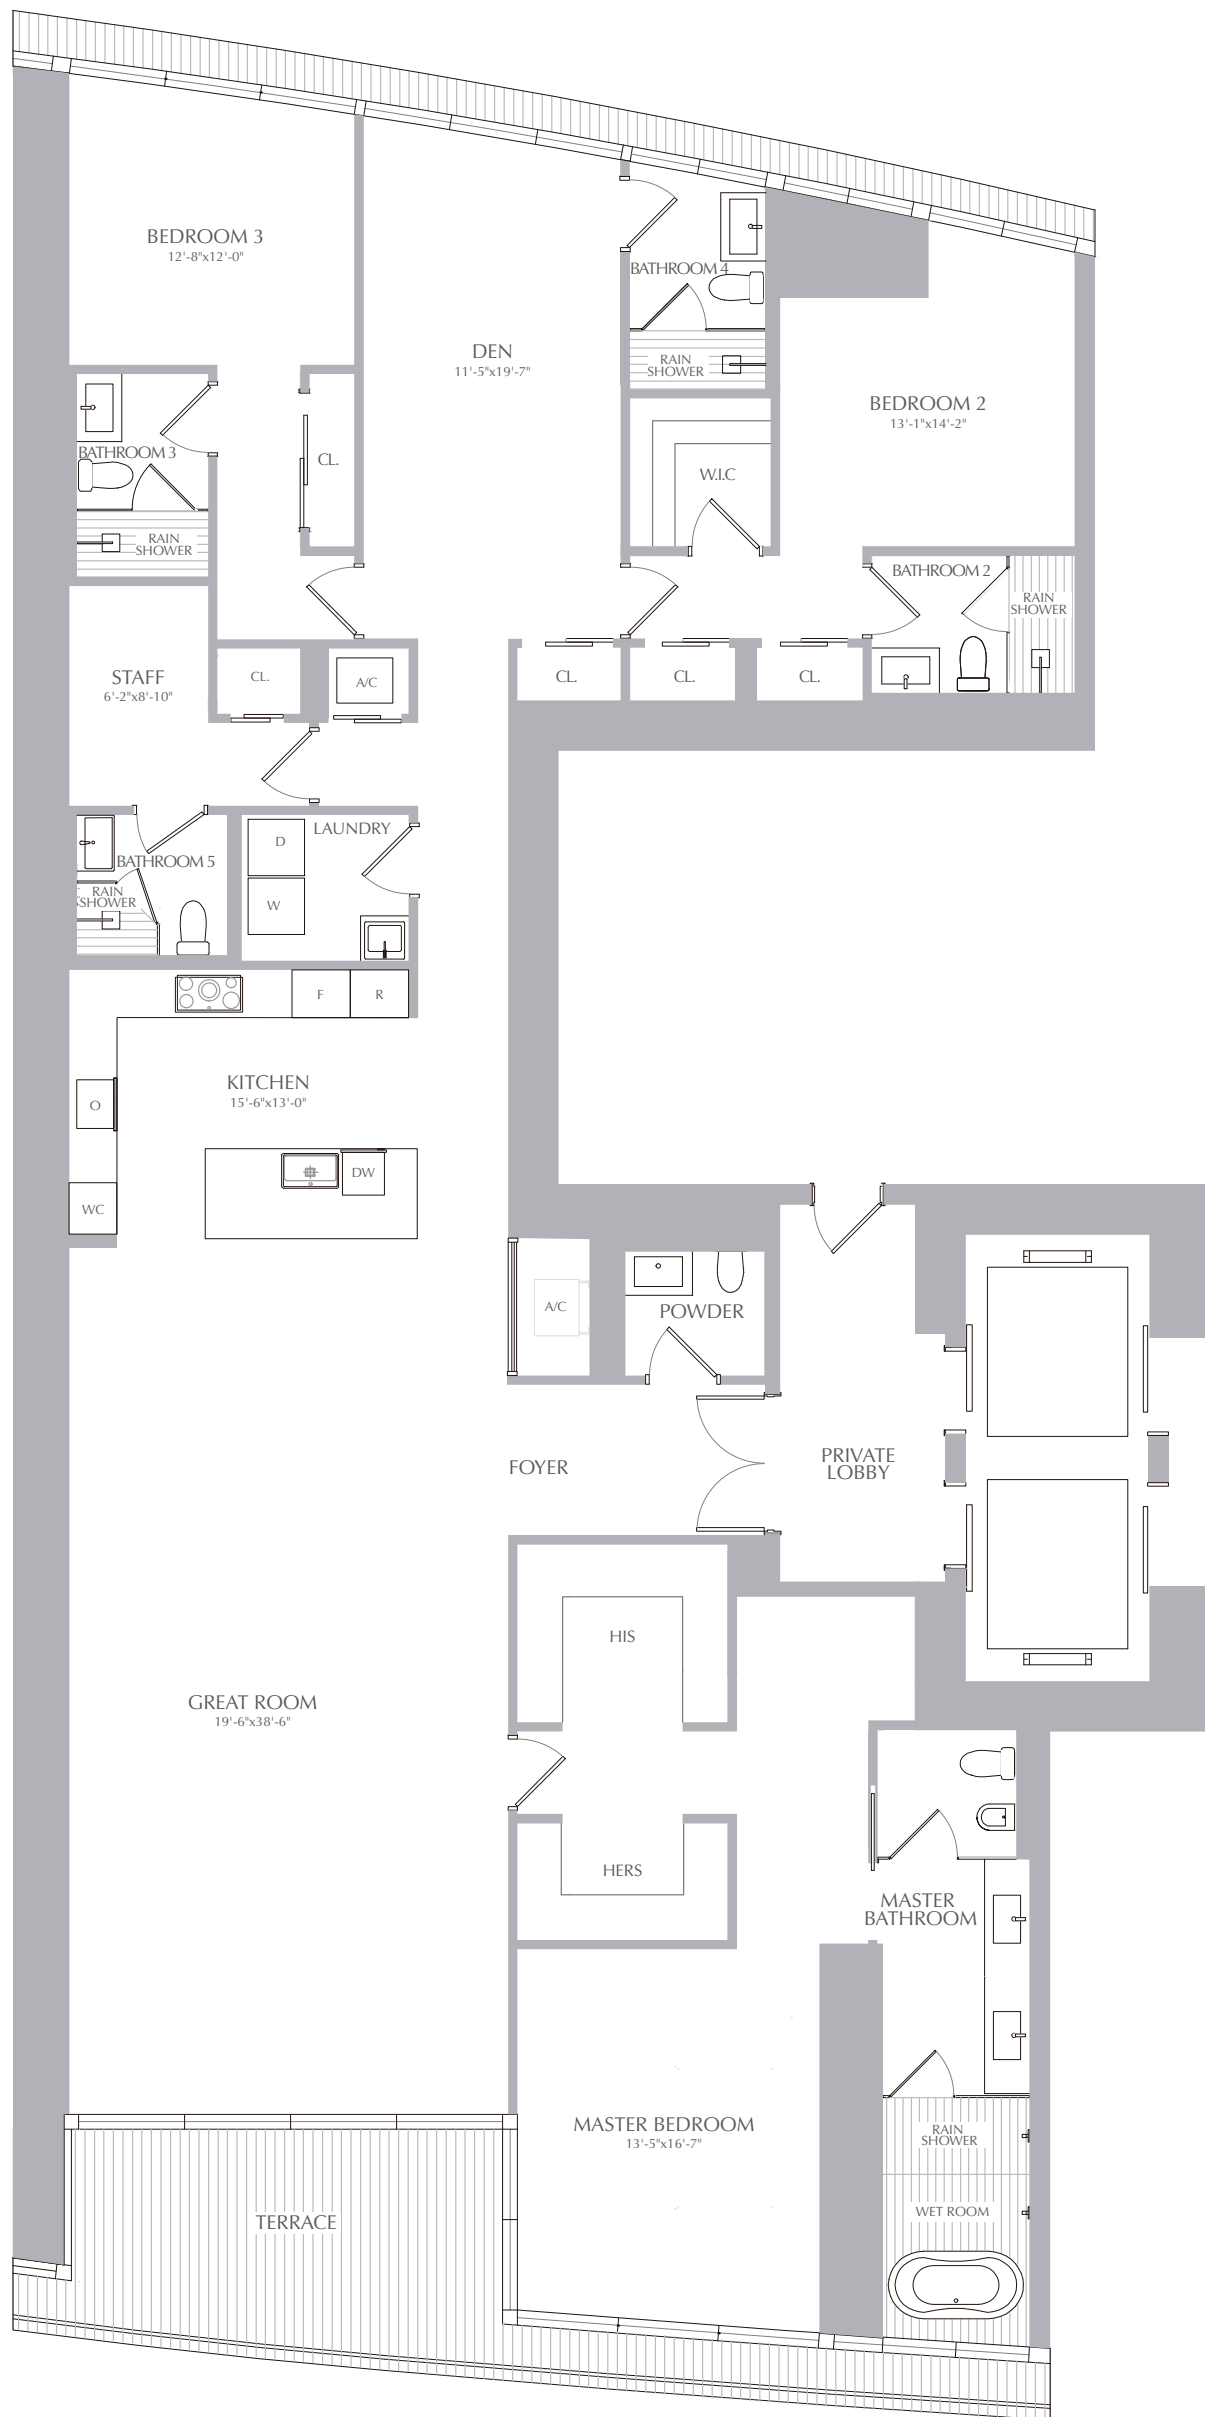 BEDROOM 3
12'-8"x12'-0"
BATHROOM 4
RAIN
SHOWER
DEN
11'-5"x19'-7"
BEDROOM 2
13'-1"x14'-2"
BATHROOM 3
CL.
W.I.C
RAIN
SHOWER
BATHROOM 2
RAIN
SHOWER
STAFF
6'-2"x8'-10"
CL.
A/C
CL.
CL.
CL.
LAUNDRY
D
BATHROOM 5
RAIN
SHOWER
W
F
R
KITCHEN
15'-6"x13'-0"
O
DW
WC
A/C
POWDER
FOYER
PRIVATE
LOBBY
HIS
GREAT ROOM
19'-6"x38'-6"
HERS
MASTER
BATHROOM
MASTER BEDROOM
13'-5"x16'-7"
RAIN
SHOWER
WET ROOM
TERRACE